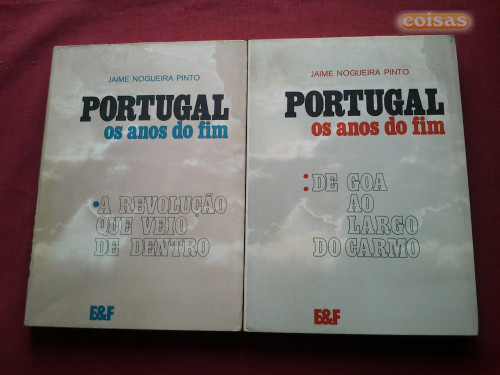 coisas
JAIME NOGUEIRA PINTO
PORTUGAL
os anos do fim
A REVOLUÇÃO
QUE VEIO
DE DENTRO
E&F
JAIME NOGUEIRA PINTO
PORTUGAL
os anos do fim
DE GOA
AO
LARGO
DO CARMO
E&F